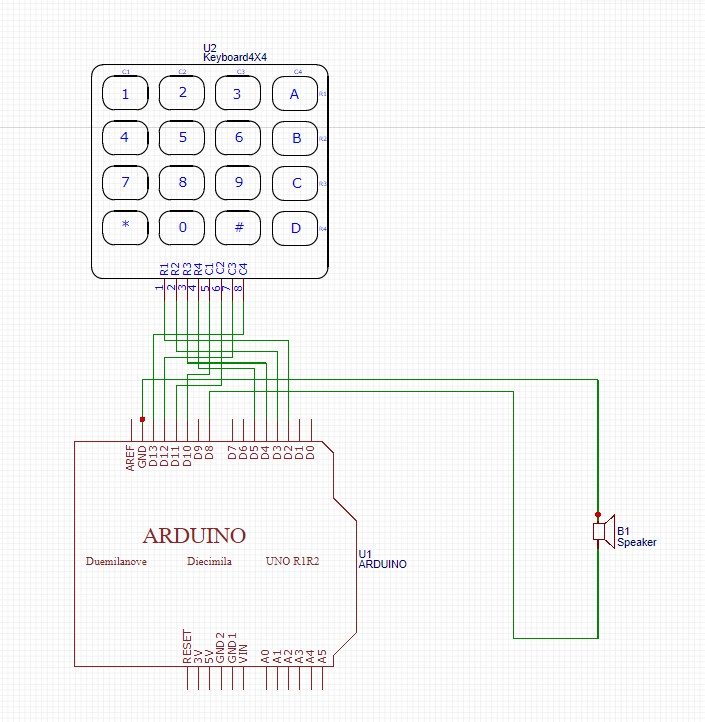 U2
Keyboard4X4
C1 C2 C3 C4
1 2 3 A R1
4 5 6 B R2
7 8 9 C R3
* 0 # D R4
R1 R2 R3 R4 C1 C2 C3 C4
1 2 3 4 5 6 7 8
AREF GND D13 D12 D11 D10 D9 D8 D7 D6 D5 D4 D3 D2 D1 D0
ARDUINO
Duemilanove Diecimila UNO R1R2
U1
ARDUINO
B1
Speaker
RESET 3V 5V GND2 GND1 VIN A0 A1 A2 A3 A4 A5